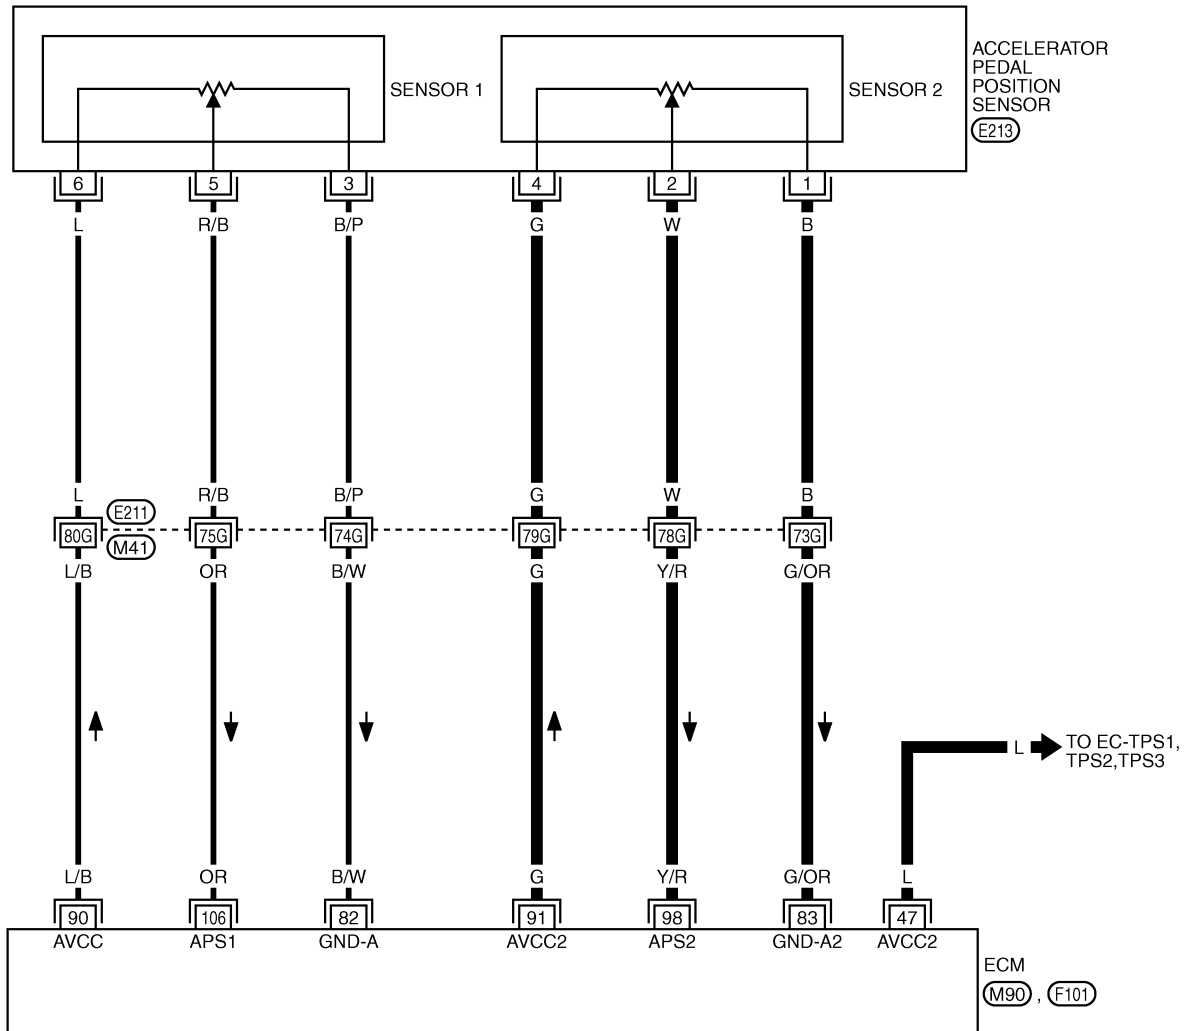 SENSOR 1
SENSOR 2
ACCELERATOR
PEDAL
POSITION
SENSOR
E213
6 5 3 4 2 1
L R/B B/P G W B
L R/B B/P G W B
E211
80G 75G 74G 79G 78G 73G
M41
L/B OR B/W G Y/R G/OR
L TO EC-TPS1,
TPS2,TPS3
L/B OR B/W G Y/R G/OR L
90 106 82 91 98 83 47
AVCC APS1 GND-A AVCC2 APS2 GND-A2 AVCC2
ECM
M90 , F101